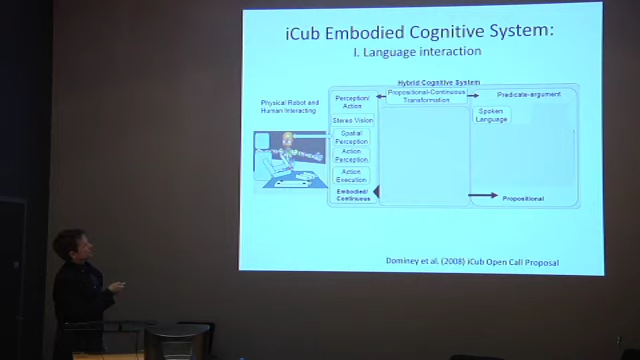 iCub Embodied Cognitive System:
I. Language interaction
Hybrid Cognitive System
Physical Robot and
Human Interacting
Perception/
Action
Propositional-Continuous
Transformation
Predicate-argument
Stereo Vision
Spoken
Language
Spatial
Perception
Action
Perception
Action
Execution
Embodied/
Continuous
Propositional
Dominey et al. (2008) iCub Open Call Proposal